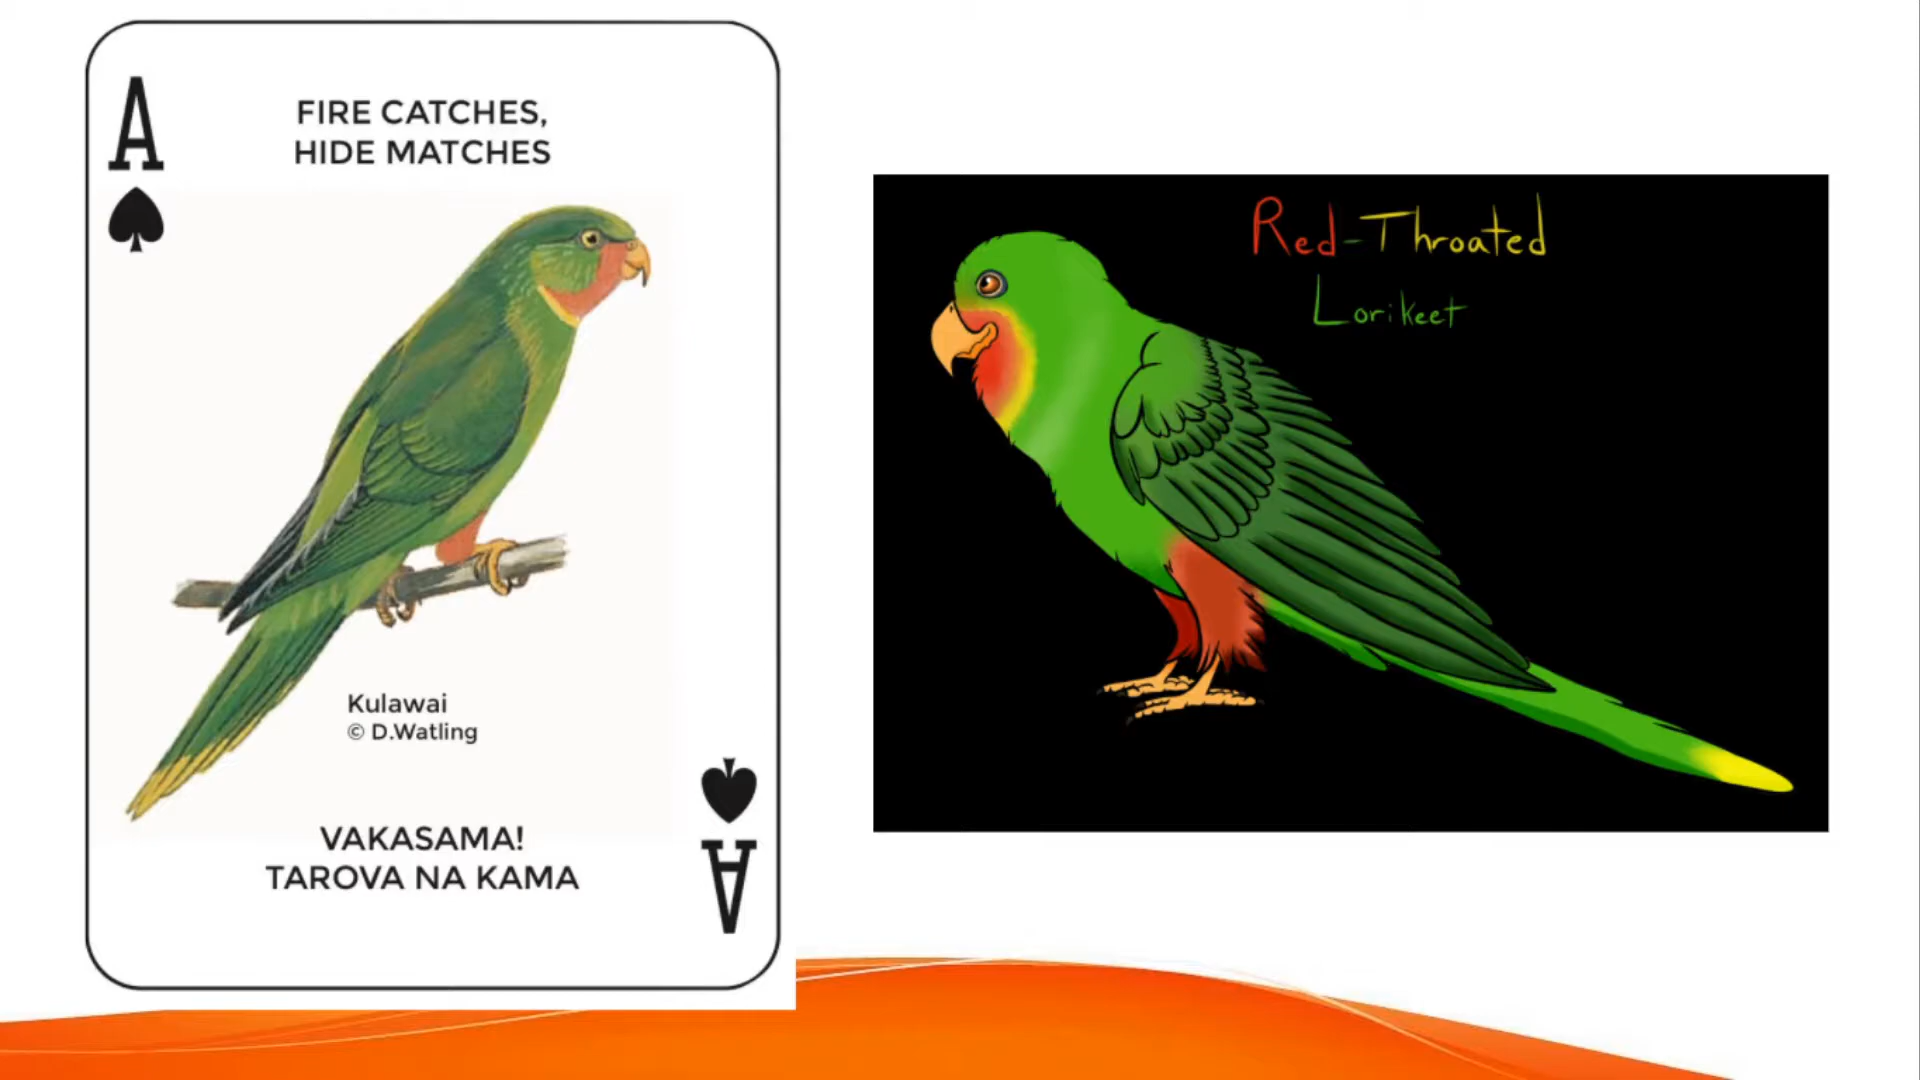 A
FIRE CATCHES,
HIDE MATCHES
Kulawai
© D.Watling
VAKASAMA!
TAROVA NA KAMA
A
Red-Throated
Lorikeet